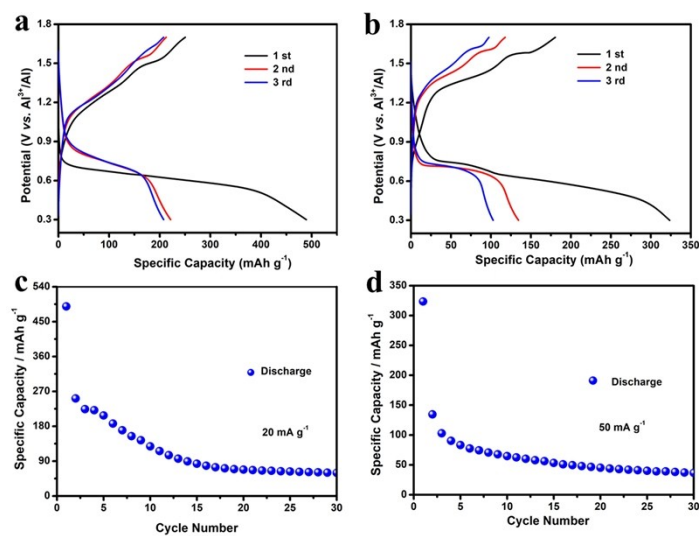 a
1.8
1.5
1.2
0.9
0.6
0.3
Potential (V vs. Al³⁺/Al)
1 st
2 nd
3 rd
0 100 200 300 400 500
Specific Capacity (mAh g⁻¹)
b
1.8
1.5
1.2
0.9
0.6
0.3
Potential (V vs. Al³⁺/Al)
1 st
2 nd
3 rd
0 50 100 150 200 250 300 350
Specific Capacity (mAh g⁻¹)
c
540
450
360
270
180
90
0
Specific Capacity / mAh g⁻¹
Discharge
20 mA g⁻¹
0 5 10 15 20 25 30
Cycle Number
d
350
300
250
200
150
100
50
0
Specific Capacity / mAh g⁻¹
Discharge
50 mA g⁻¹
0 5 10 15 20 25 30
Cycle Number